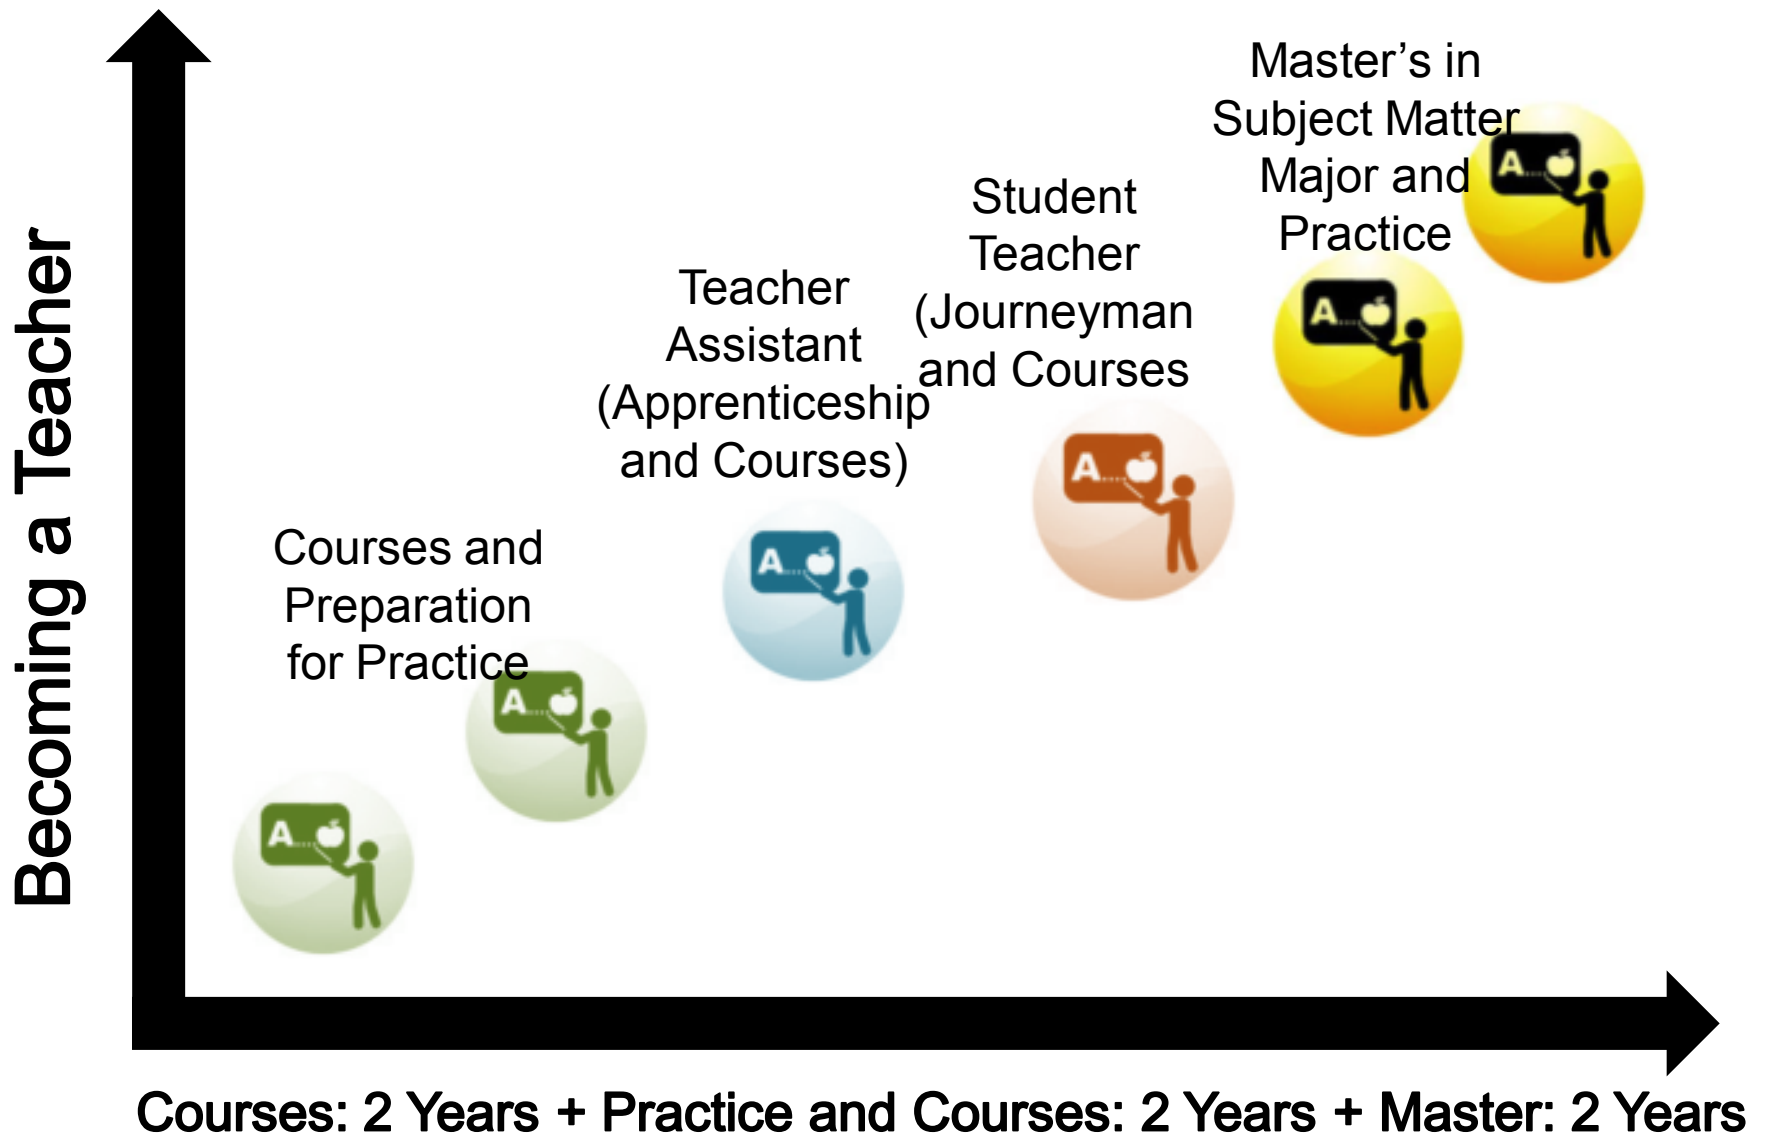 Becoming a Teacher
Master’s in
Subject Matter
Major and
Practice
Student
Teacher
(Journeyman
and Courses
Teacher
Assistant
(Apprenticeship
and Courses)
Courses and
Preparation
for Practice
A....
A....
A....
A....
A....
A....
Courses: 2 Years + Practice and Courses: 2 Years + Master: 2 Years